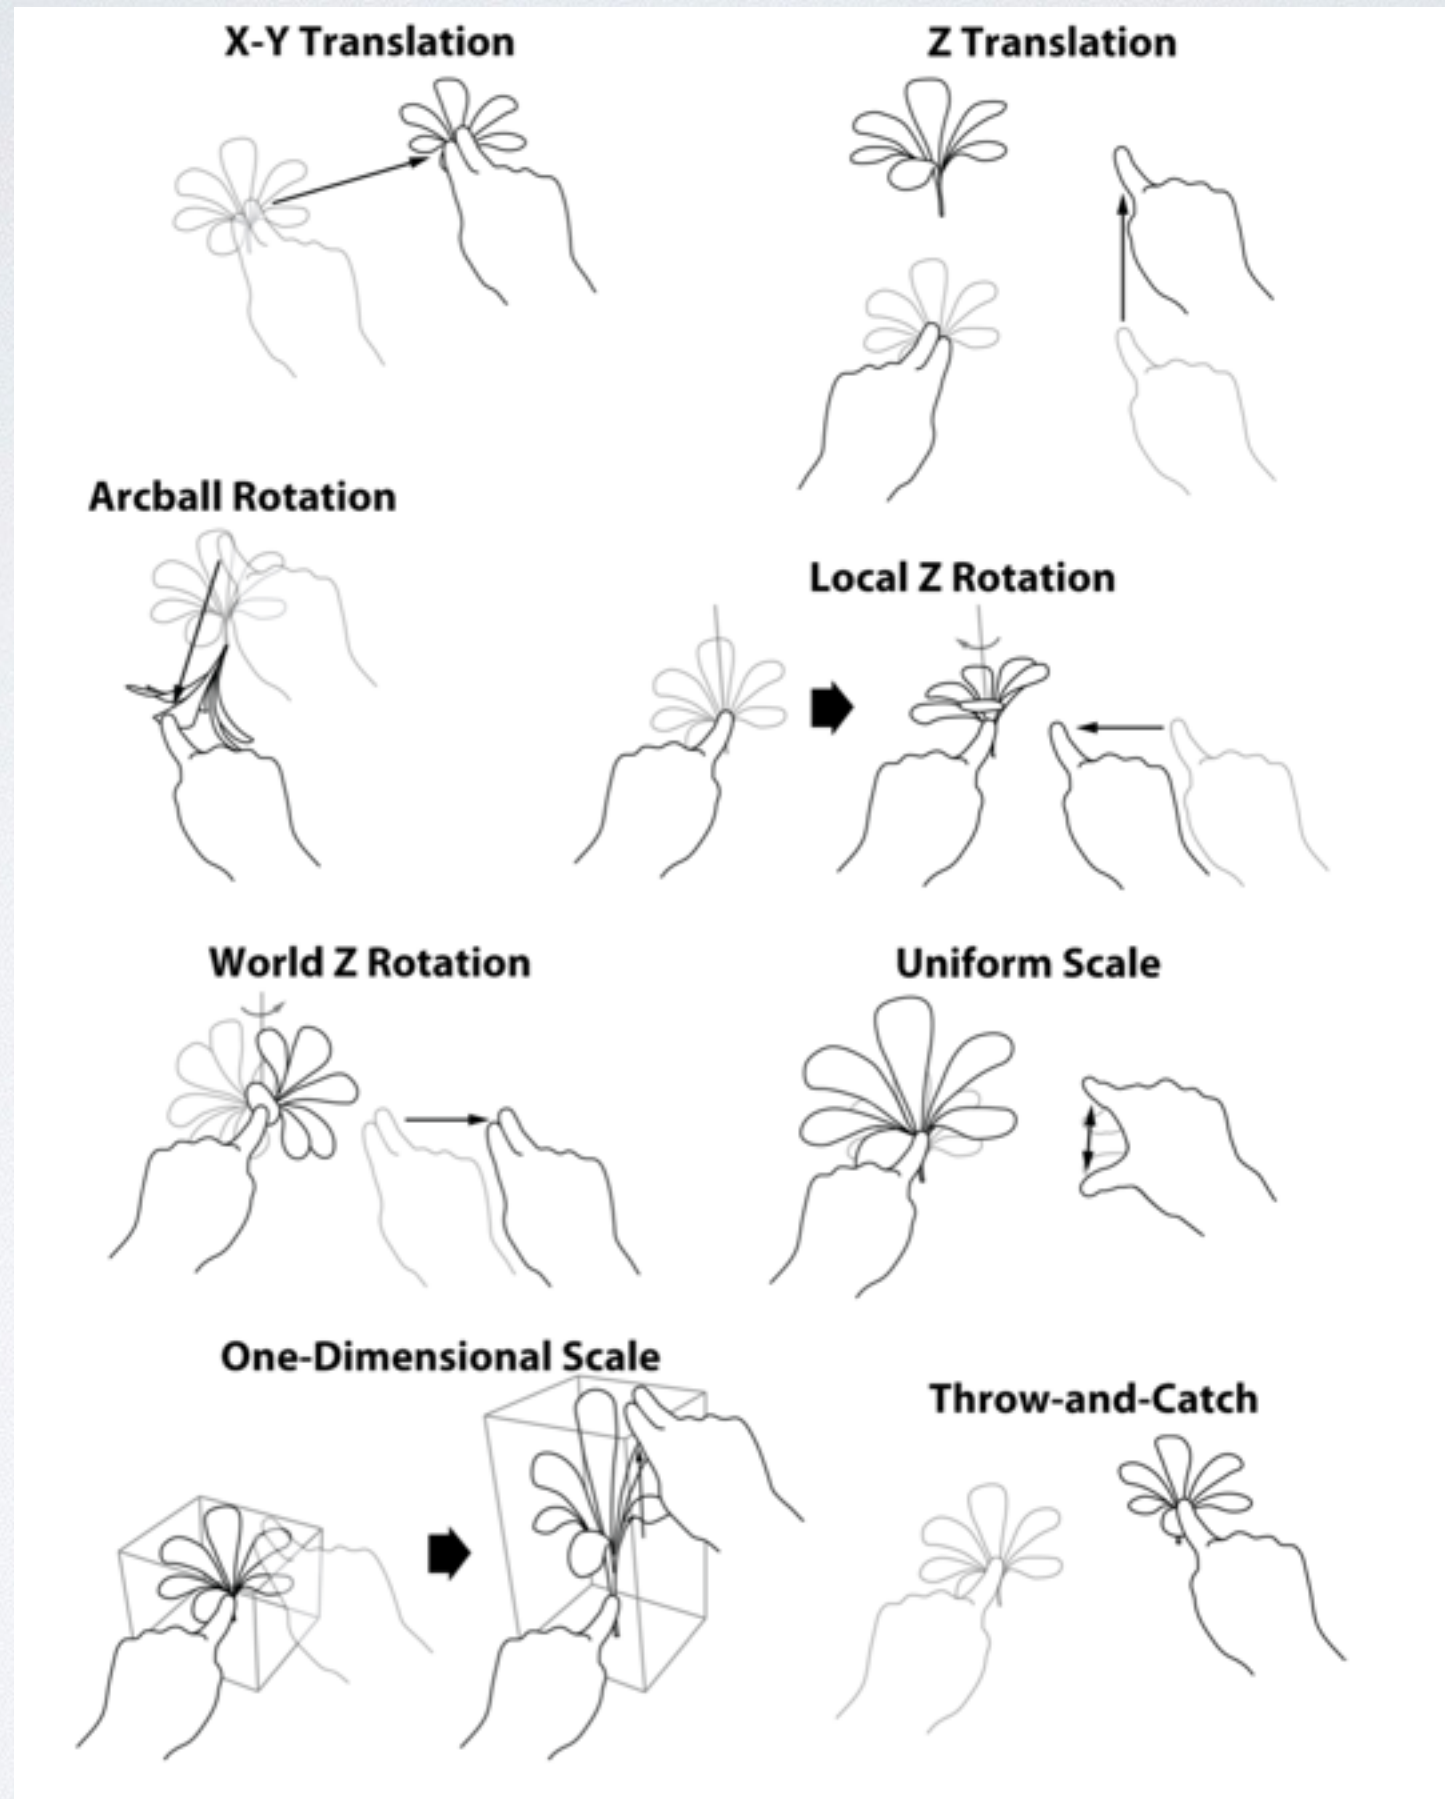 X-Y Translation
Z Translation
Arcball Rotation
Local Z Rotation
World Z Rotation
Uniform Scale
One-Dimensional Scale
Throw-and-Catch